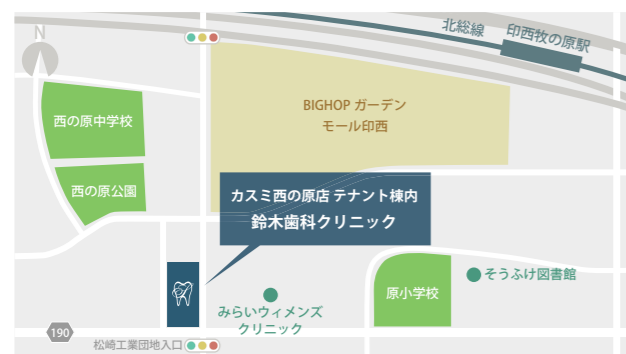 N
北総線
印西牧の原駅
BIGHOP ガーデン
モール印西
西の原中学校
西の原公園
カスミ西の原店 テナント棟内
鈴木歯科クリニック
そうふけ図書館
原小学校
みらいウィメンズ
クリニック
190
松崎工業団地入口